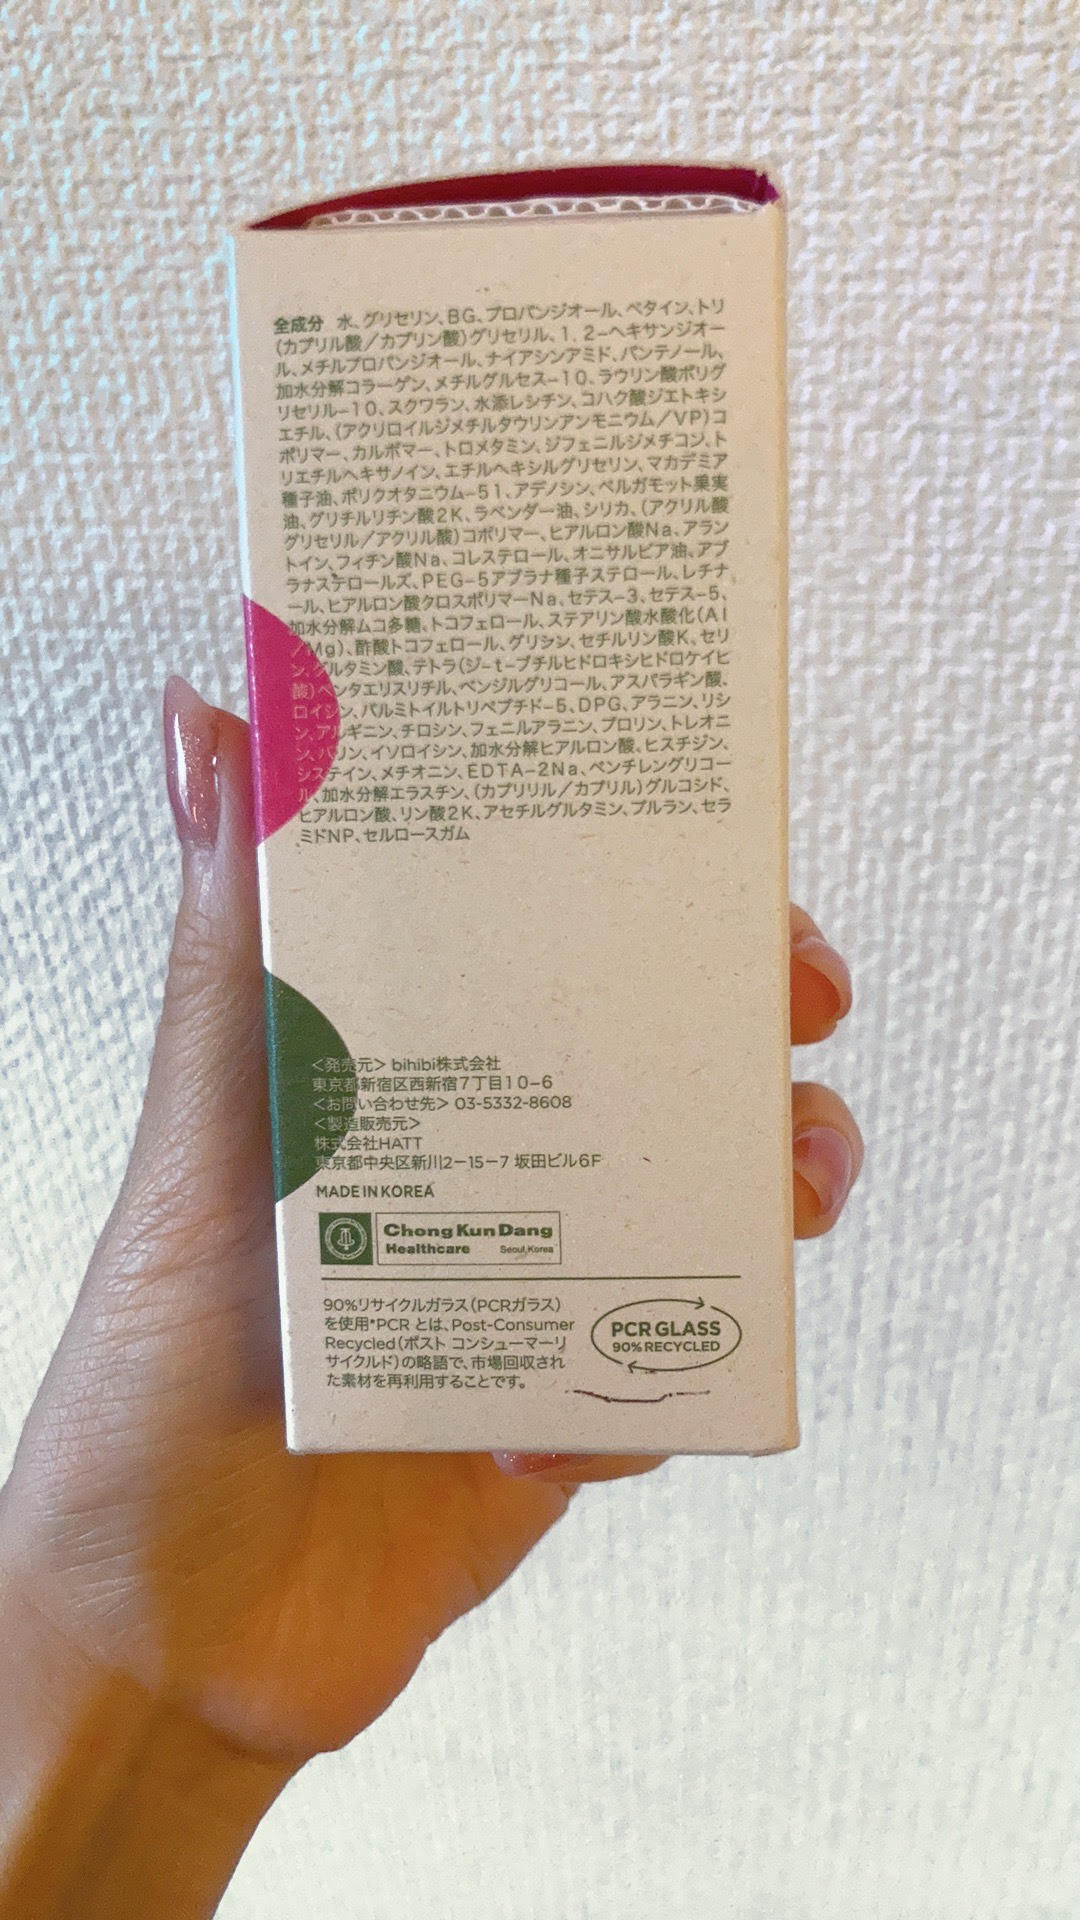 全成分 水、グリセリン、BG、プロパンジオール、ベタイン、トリ
(カプリル酸/カプリン酸)グリセリル、1,2-ヘキサンジオー
ル、メチルプロパンジオール、ナイアシンアミド、パンテノール、
加水分解コラーゲン、メチルグルセス-10、ラウリン酸ポリグ
リセリル-10、スクワラン、水添レシチン、コハク酸ジエトキシ
エチル、(アクリロイルジメチルタウリンアンモニウム/VP)コ
ポリマー、カルボマー、トロメタミン、ジフェニルジメチコン、ト
リエチルヘキサノイン、エチルヘキシルグリセリン、マカデミア
種子油、ポリクオタニウム-51、アデノシン、ベルガモット果実
油、グリチルリチン酸2K、ラベンダー油、シリカ、(アクリル酸
グリセリル/アクリル酸)コポリマー、ヒアルロン酸Na、アラン
トイン、フィチン酸Na、コレステロール、オニサルビア油、アブ
ラナステロールズ、PEG-5アブラナ種子ステロール、レチナ
ール、ヒアルロン酸クロスポリマーNa、セテス-3、セテス-5、
加水分解ムコ多糖、トコフェロール、ステアリン酸水酸化(Al
/Mg)、酢酸トコフェロール、グリシン、セチルリン酸K、セリ
ン、グルタミン酸、テトラ(ジ-t-ブチルヒドロキシヒドロケイヒ
酸)ペンタエリスリチル、ベンジルグリコール、アスパラギン酸、
ロイシン、パルミトイルトリペプチド-5、DPG、アラニン、リシ
ン、アルギニン、チロシン、フェニルアラニン、プロリン、トレオニ
ン、バリン、イソロイシン、加水分解ヒアルロン酸、ヒスチジン、
システイン、メチオニン、EDTA-2Na、ペンチレングリコー
ル、加水分解エラスチン、(カプリリル/カプリル)グルコシド、
ヒアルロン酸、リン酸2K、アセチルグルタミン、プルラン、セラ
ミドNP、セルロースガム
<発売元> bihibi株式会社
東京都新宿区西新宿7丁目10-6
<お問い合わせ先> 03-5332-8608
<製造販売元>
株式会社HATT
東京都中央区新川2-15-7 坂田ビル6F
MADE IN KOREA
Chong Kun Dang
Healthcare Seoul, Korea
90%リサイクルガラス(PCRガラス)
を使用*PCR とは、Post-Consumer
Recycled(ポスト コンシューマーリ
サイクルド)の略語で、市場回収され
た素材を再利用することです。
PCR GLASS
90% RECYCLED